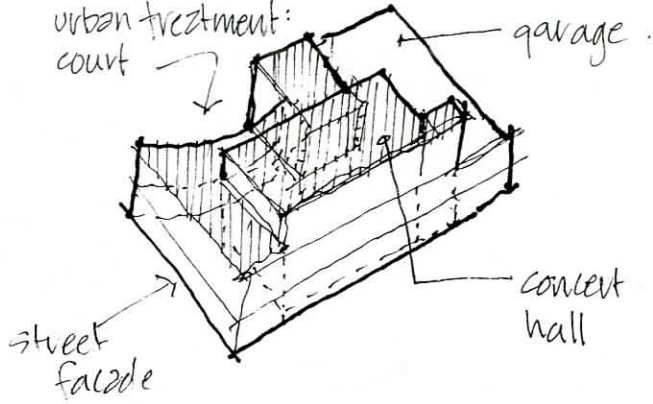 urban treatment:
court
garage.
concert
hall
street
facade